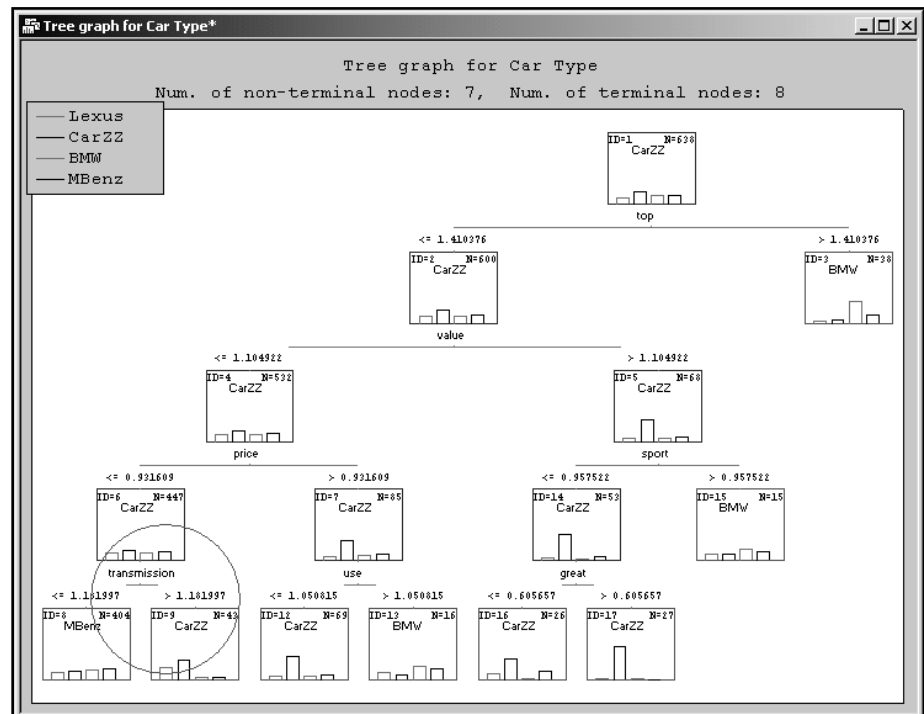 Tree graph for Car Type*
Tree graph for Car Type
Num. of non-terminal nodes: 7, Num. of terminal nodes: 8
Lexus
CarZZ
BMW
MBenz
ID=1 N=638
CarZZ
top
<= 1.410376 > 1.410376
ID=2 N=600 ID=3 N=38
CarZZ BMW
value
<= 1.104922 > 1.104922
ID=4 N=532 ID=5 N=68
CarZZ CarZZ
price sport
<= 0.931609 > 0.931609 <= 0.957522 > 0.957522
ID=6 N=447 ID=7 N=85 ID=14 N=53 ID=15 N=15
CarZZ CarZZ CarZZ BMW
transmission use great
<= 1.181997 > 1.181997 <= 1.050815 > 1.050815 <= 0.605657 > 0.605657
ID=8 N=404 ID=9 N=43 ID=12 N=69 ID=13 N=16 ID=16 N=26 ID=17 N=27
MBenz CarZZ CarZZ BMW CarZZ CarZZ